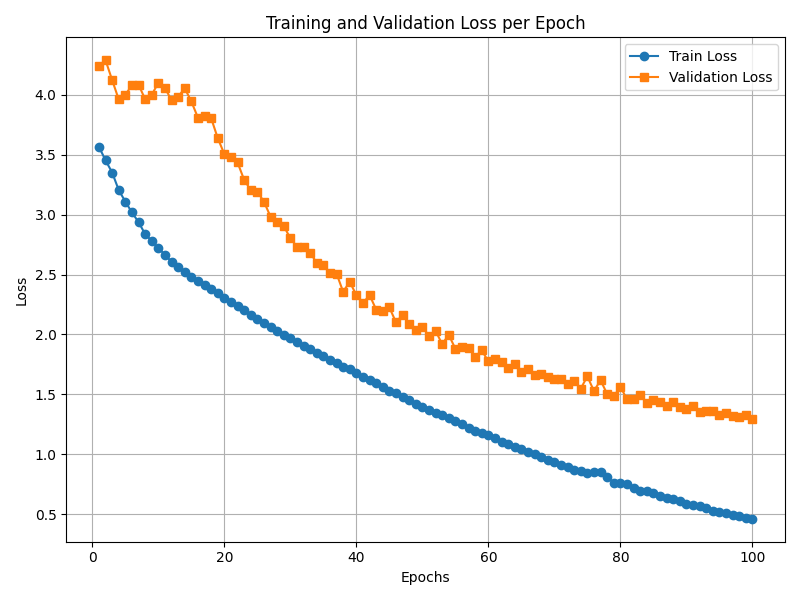 Training and Validation Loss per Epoch
Train Loss
Validation Loss
4.0
3.5
3.0
2.5
2.0
1.5
1.0
0.5
Loss
0 20 40 60 80 100
Epochs